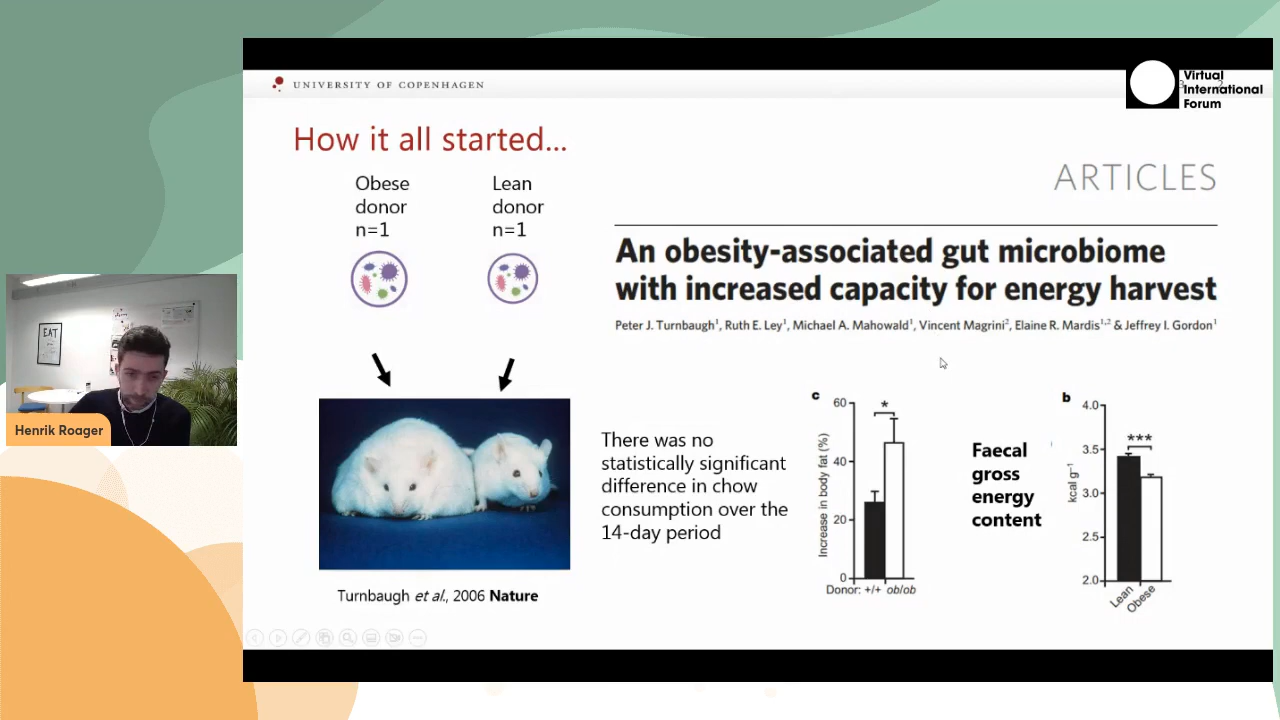 UNIVERSITY OF COPENHAGEN
Virtual
International
Forum
How it all started...
Obese
donor
n=1
Lean
donor
n=1
ARTICLES
An obesity-associated gut microbiome
with increased capacity for energy harvest
Peter J. Turnbaugh¹, Ruth E. Ley¹, Michael A. Mahowald¹, Vincent Magrini², Elaine R. Mardis¹,² & Jeffrey I. Gordon¹
EAT
Henrik Roager
There was no
statistically significant
difference in chow
consumption over the
14-day period
c
Increase in body fat (%)
60
40
20
0
*
Donor: +/+ ob/ob
Faecal
gross
energy
content
b
kcal g⁻¹
4.0
3.5
3.0
2.5
2.0
***
Lean
Obese
Turnbaugh et al., 2006 Nature